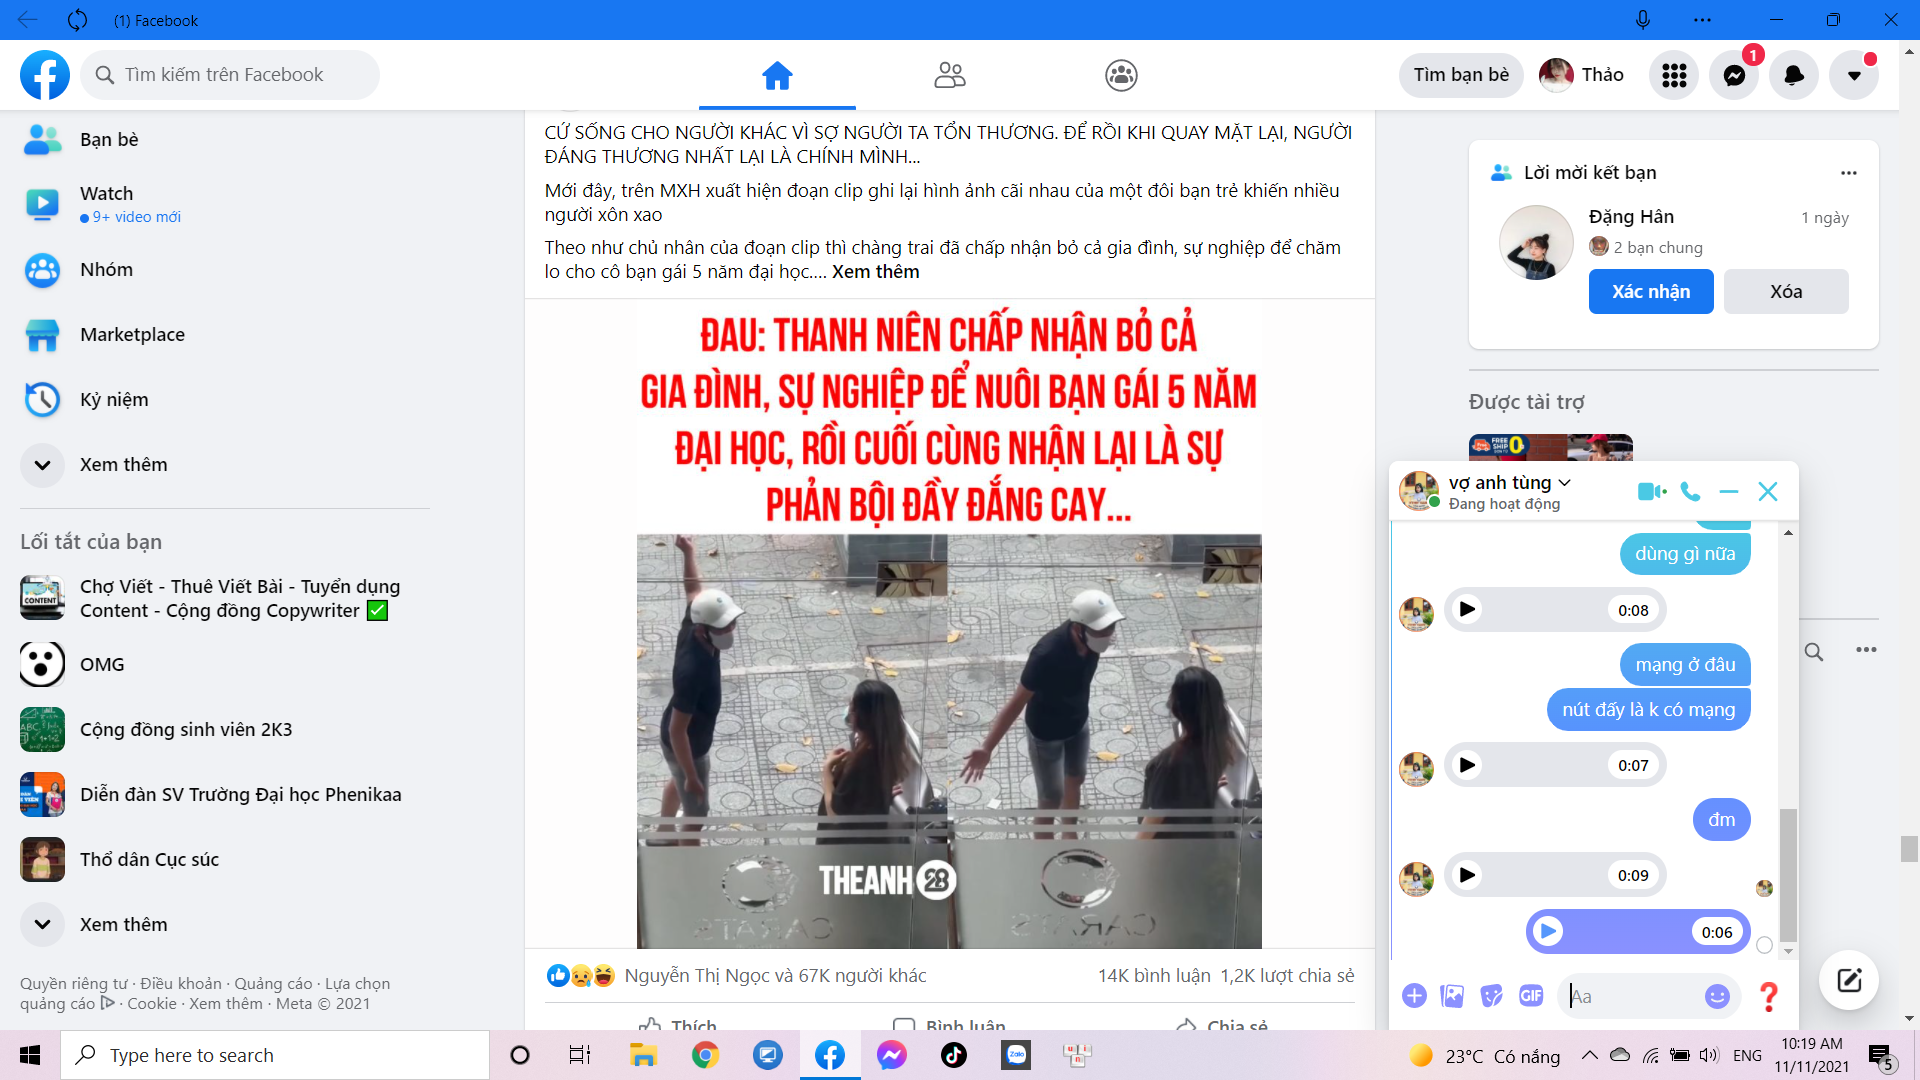 (1) Facebook
Tìm kiếm trên Facebook
Tìm bạn bè
Thảo
1
Bạn bè
Watch
9+ video mới
Nhóm
Marketplace
Kỷ niệm
Xem thêm
Lối tắt của bạn
Chợ Viết - Thuê Viết Bài - Tuyển dụng
Content - Cộng đồng Copywriter ✅
OMG
Cộng đồng sinh viên 2K3
Diễn đàn SV Trường Đại học Phenikaa
Thổ dân Cục súc
Xem thêm
Quyền riêng tư · Điều khoản · Quảng cáo · Lựa chọn
quảng cáo · Cookie · Xem thêm · Meta © 2021
CỨ SỐNG CHO NGƯỜI KHÁC VÌ SỢ NGƯỜI TA TỔN THƯƠNG. ĐỂ RỒI KHI QUAY MẶT LẠI, NGƯỜI
ĐÁNG THƯƠNG NHẤT LẠI LÀ CHÍNH MÌNH...
Mới đây, trên MXH xuất hiện đoạn clip ghi lại hình ảnh cãi nhau của một đôi bạn trẻ khiến nhiều
người xôn xao
Theo như chủ nhân của đoạn clip thì chàng trai đã chấp nhận bỏ cả gia đình, sự nghiệp để chăm
lo cho cô bạn gái 5 năm đại học.... Xem thêm
ĐAU: THANH NIÊN CHẤP NHẬN BỎ CẢ
GIA ĐÌNH, SỰ NGHIỆP ĐỂ NUÔI BẠN GÁI 5 NĂM
ĐẠI HỌC, RỒI CUỐI CÙNG NHẬN LẠI LÀ SỰ
PHẢN BỘI ĐẦY ĐẮNG CAY...
THEANH28
CARATS
CARATS
Nguyễn Thị Ngọc và 67K người khác
14K bình luận 1,2K lượt chia sẻ
Thích
Bình luận
Chia sẻ
Lời mời kết bạn
Đặng Hân
1 ngày
2 bạn chung
Xác nhận
Xóa
Được tài trợ
FREE
SHIP
0
CONTENT
ABC
vợ anh tùng
Đang hoạt động
dùng gì nữa
0:08
mạng ở đâu
nút đấy là k có mạng
0:07
đm
0:09
0:06
GIF
Aa
Type here to search
Zalo
23°C Có nắng
ENG
10:19 AM
11/11/2021
5